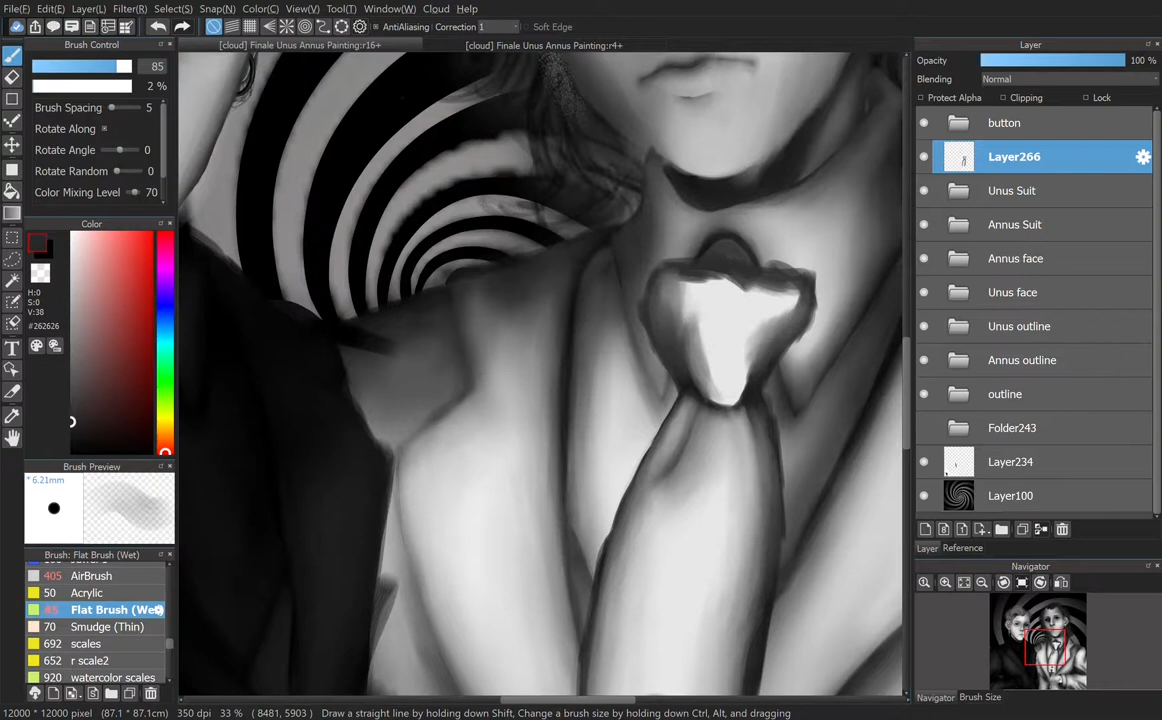 File(F) Edit(E) Layer(L) Filter(R) Select(S) Snap(N) Color(C) View(V) Tool(T) Window(W) Cloud Help
AntiAliasing Correction 1 Soft Edge
Brush Control
[cloud] Finale Unus Annus Painting:r16+
[cloud] Finale Unus Annus Painting:r4+
85
2 %
Brush Spacing 5
Rotate Along
Rotate Angle 0
Rotate Random 0
Color Mixing Level 70
Color
H:0
S:0
V:38
#262626
Brush Preview
* 6.21mm
Brush: Flat Brush (Wet)
405 AirBrush
50 Acrylic
Flat Brush (Wet)
70 Smudge (Thin)
692 scales
652 r scale2
920 watercolor scales
Layer
Opacity 100 %
Blending Normal
Protect Alpha Clipping Lock
button
Layer266
Unus Suit
Annus Suit
Annus face
Unus face
Unus outline
Annus outline
outline
Folder243
Layer234
Layer100
Layer Reference
Navigator
Navigator Brush Size
12000 * 12000 pixel (87.1 * 87.1cm) 350 dpi 33 % ( 8481, 5903 ) Draw a straight line by holding down Shift, Change a brush size by holding down Ctrl, Alt, and dragging